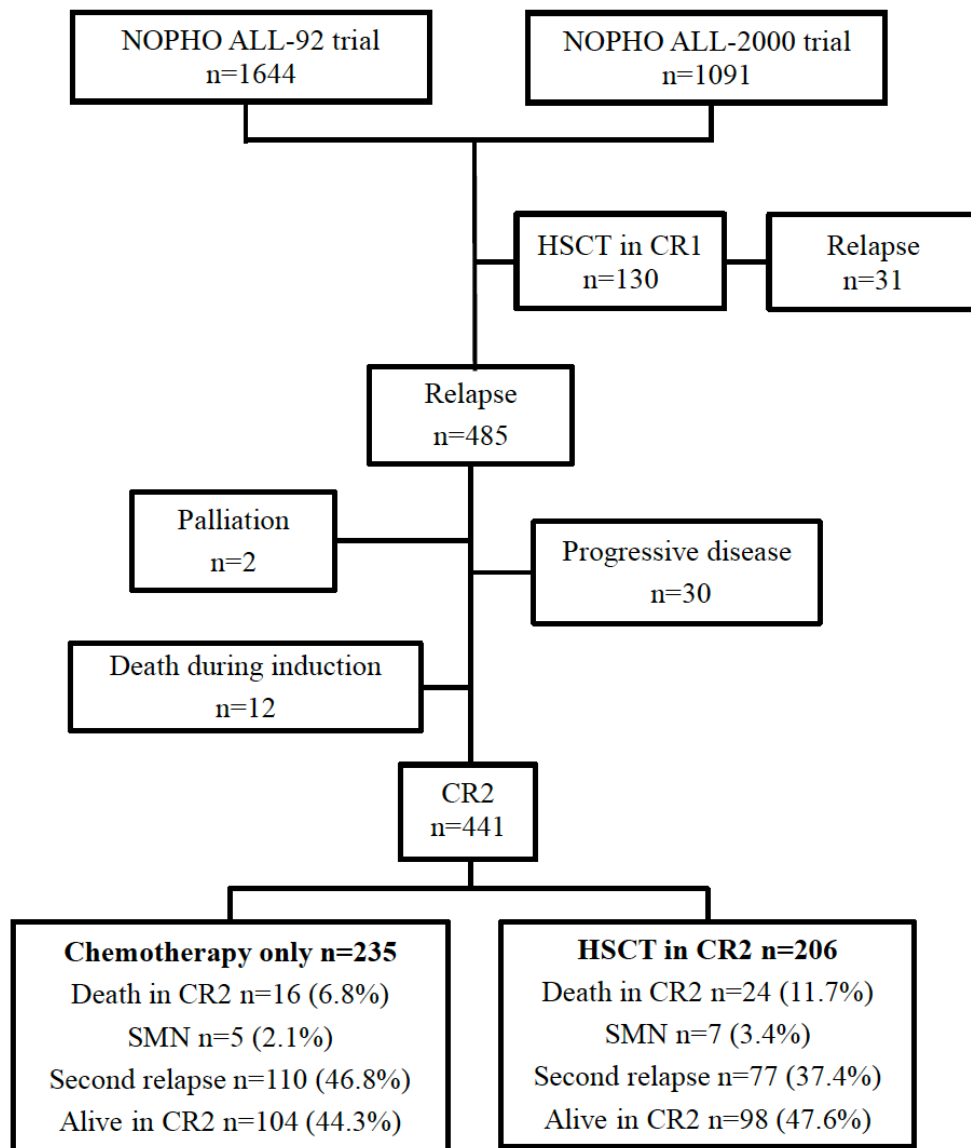 NOPHO ALL-92 trial
n=1644
NOPHO ALL-2000 trial
n=1091
HSCT in CR1
n=130
Relapse
n=31
Relapse
n=485
Palliation
n=2
Progressive disease
n=30
Death during induction
n=12
CR2
n=441
Chemotherapy only n=235
Death in CR2 n=16 (6.8%)
SMN n=5 (2.1%)
Second relapse n=110 (46.8%)
Alive in CR2 n=104 (44.3%)
HSCT in CR2 n=206
Death in CR2 n=24 (11.7%)
SMN n=7 (3.4%)
Second relapse n=77 (37.4%)
Alive in CR2 n=98 (47.6%)